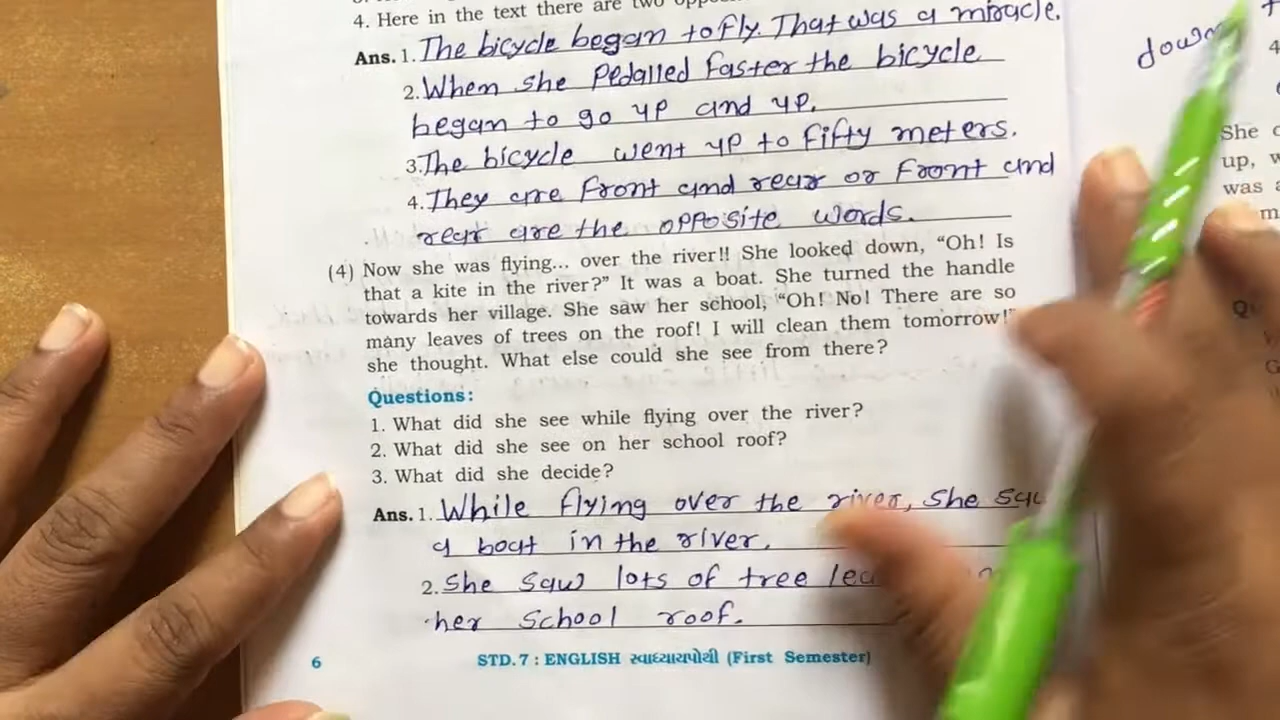 4. Here in the text there are two
down
Ans. 1. The bicycle began to fly. That was a miracle.
2. When she Pedalled faster the bicycle
began to go up and up.
3. The bicycle went up to fifty meters.
4. They are front and rear or front and
rear are the opposite words.
(4) Now she was flying... over the river!! She looked down, "Oh! Is
that a kite in the river?" It was a boat. She turned the handle
towards her village. She saw her school, "Oh! No! There are so
many leaves of trees on the roof! I will clean them tomorrow!"
she thought. What else could she see from there?
Questions:
1. What did she see while flying over the river?
2. What did she see on her school roof?
3. What did she decide?
Ans. 1. While flying over the river, she
a boat in the river.
2. She saw lots of tree
her school roof.
6
STD. 7 : ENGLISH સ્વાધ્યાયપોથી (First Semester)
She
up,
was